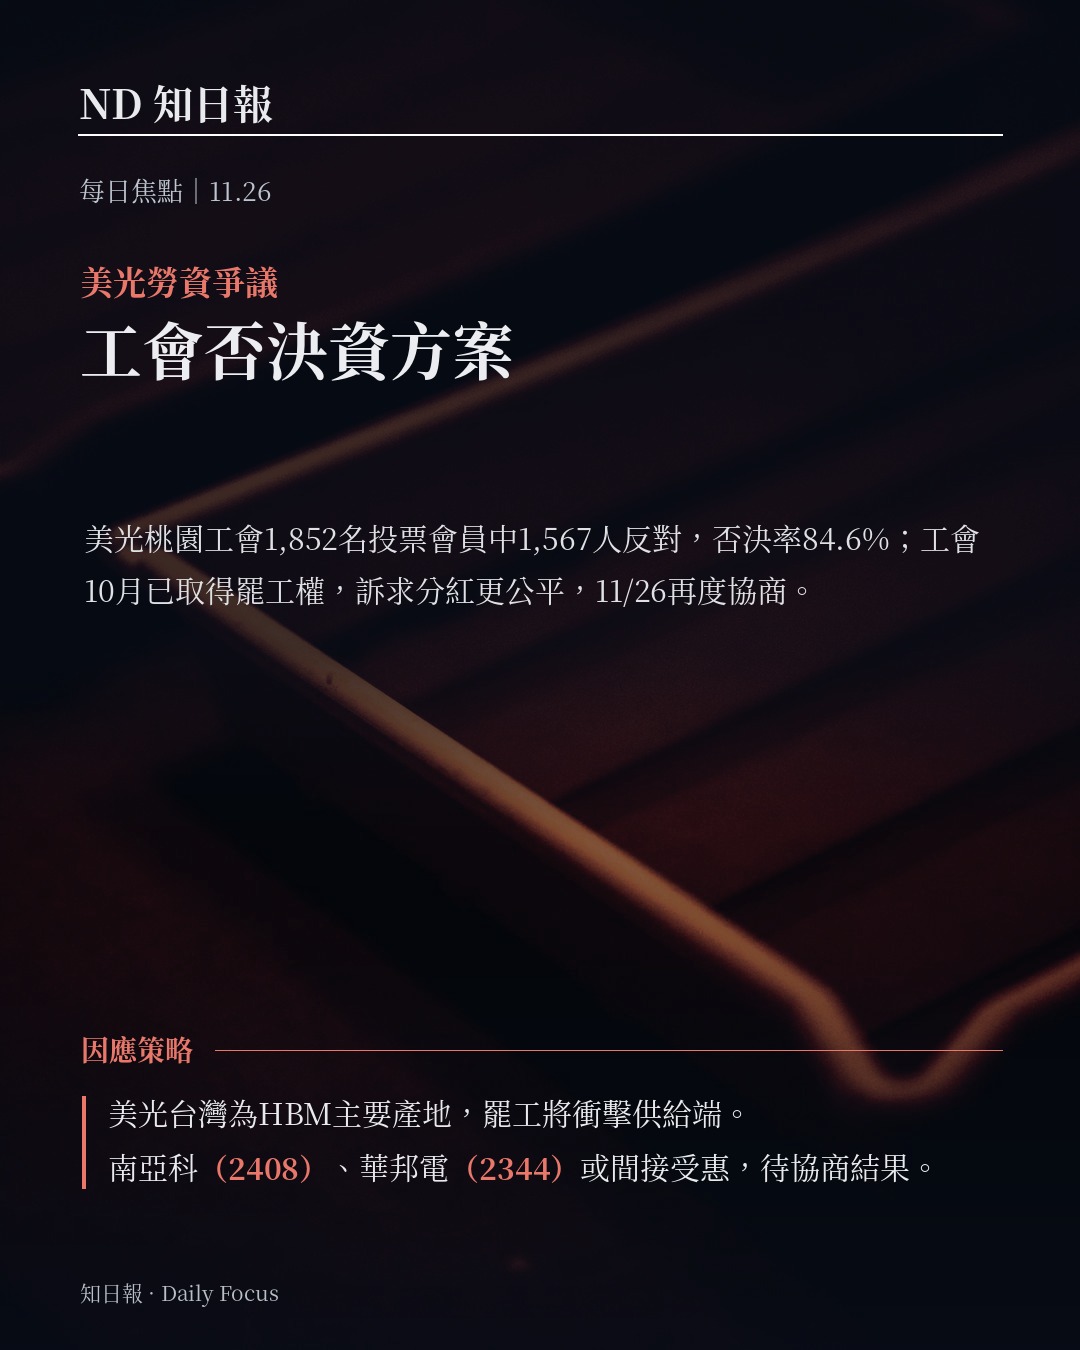 ND 知日報
每日焦點｜11.26
美光勞資爭議
工會否決資方案
美光桃園工會1,852名投票會員中1,567人反對，否決率84.6%；工會
10月已取得罷工權，訴求分紅更公平，11/26再度協商。
因應策略
美光台灣為HBM主要產地，罷工將衝擊供給端。
南亞科（2408）、華邦電（2344）或間接受惠，待協商結果。
知日報 · Daily Focus